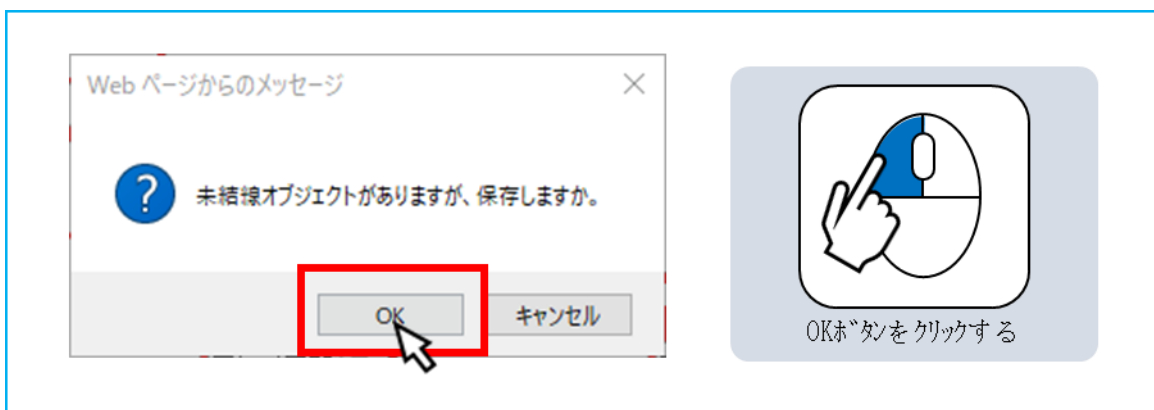 Web ページからのメッセージ
未結線オブジェクトがありますが、保存しますか。
OK
キャンセル
OKボタンをクリックする